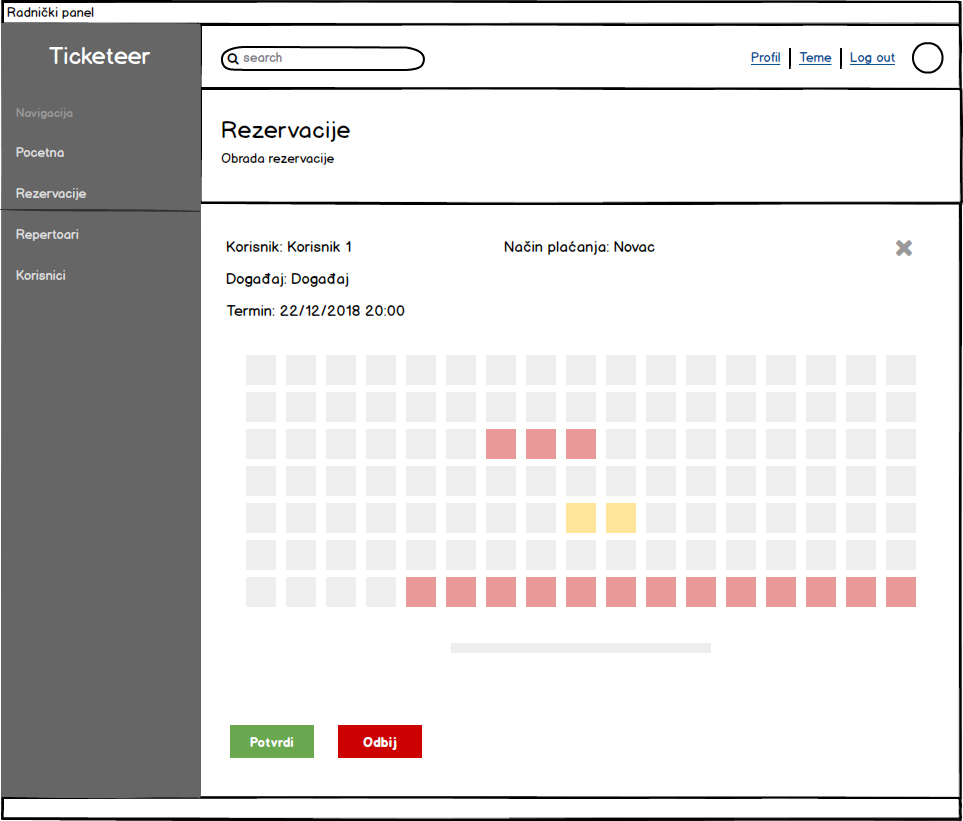 Radnički panel
Ticketeer
search
Profil
Teme
Log out
Navigacija
Pocetna
Rezervacije
Repertoari
Korisnici
Rezervacije
Obrada rezervacije
Korisnik: Korisnik 1
Način plaćanja: Novac
Događaj: Događaj
Termin: 22/12/2018 20:00
Potvrdi
Odbij